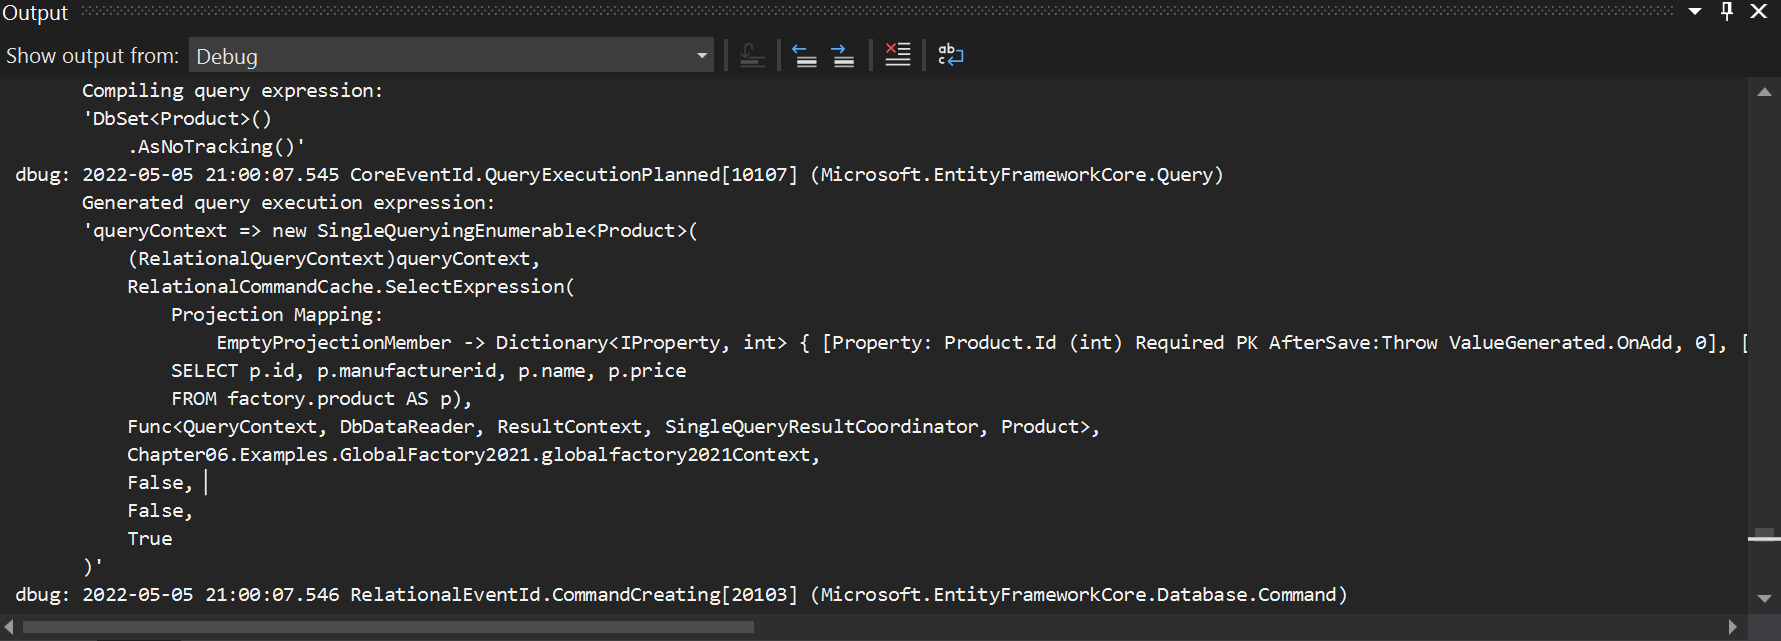 Output
Show output from: Debug
ab
c
Compiling query expression:
'DbSet<Product>()
    .AsNoTracking()'
dbug: 2022-05-05 21:00:07.545 CoreEventId.QueryExecutionPlanned[10107] (Microsoft.EntityFrameworkCore.Query)
Generated query execution expression:
'queryContext => new SingleQueryingEnumerable<Product>(
    (RelationalQueryContext)queryContext,
    RelationalCommandCache.SelectExpression(
        Projection Mapping:
            EmptyProjectionMember -> Dictionary<IProperty, int> { [Property: Product.Id (int) Required PK AfterSave:Throw ValueGenerated.OnAdd, 0], [
        SELECT p.id, p.manufacturerid, p.name, p.price
        FROM factory.product AS p),
    Func<QueryContext, DbDataReader, ResultContext, SingleQueryResultCoordinator, Product>,
    Chapter06.Examples.GlobalFactory2021.globalfactory2021Context,
    False,
    False,
    True
)'
dbug: 2022-05-05 21:00:07.546 RelationalEventId.CommandCreating[20103] (Microsoft.EntityFrameworkCore.Database.Command)